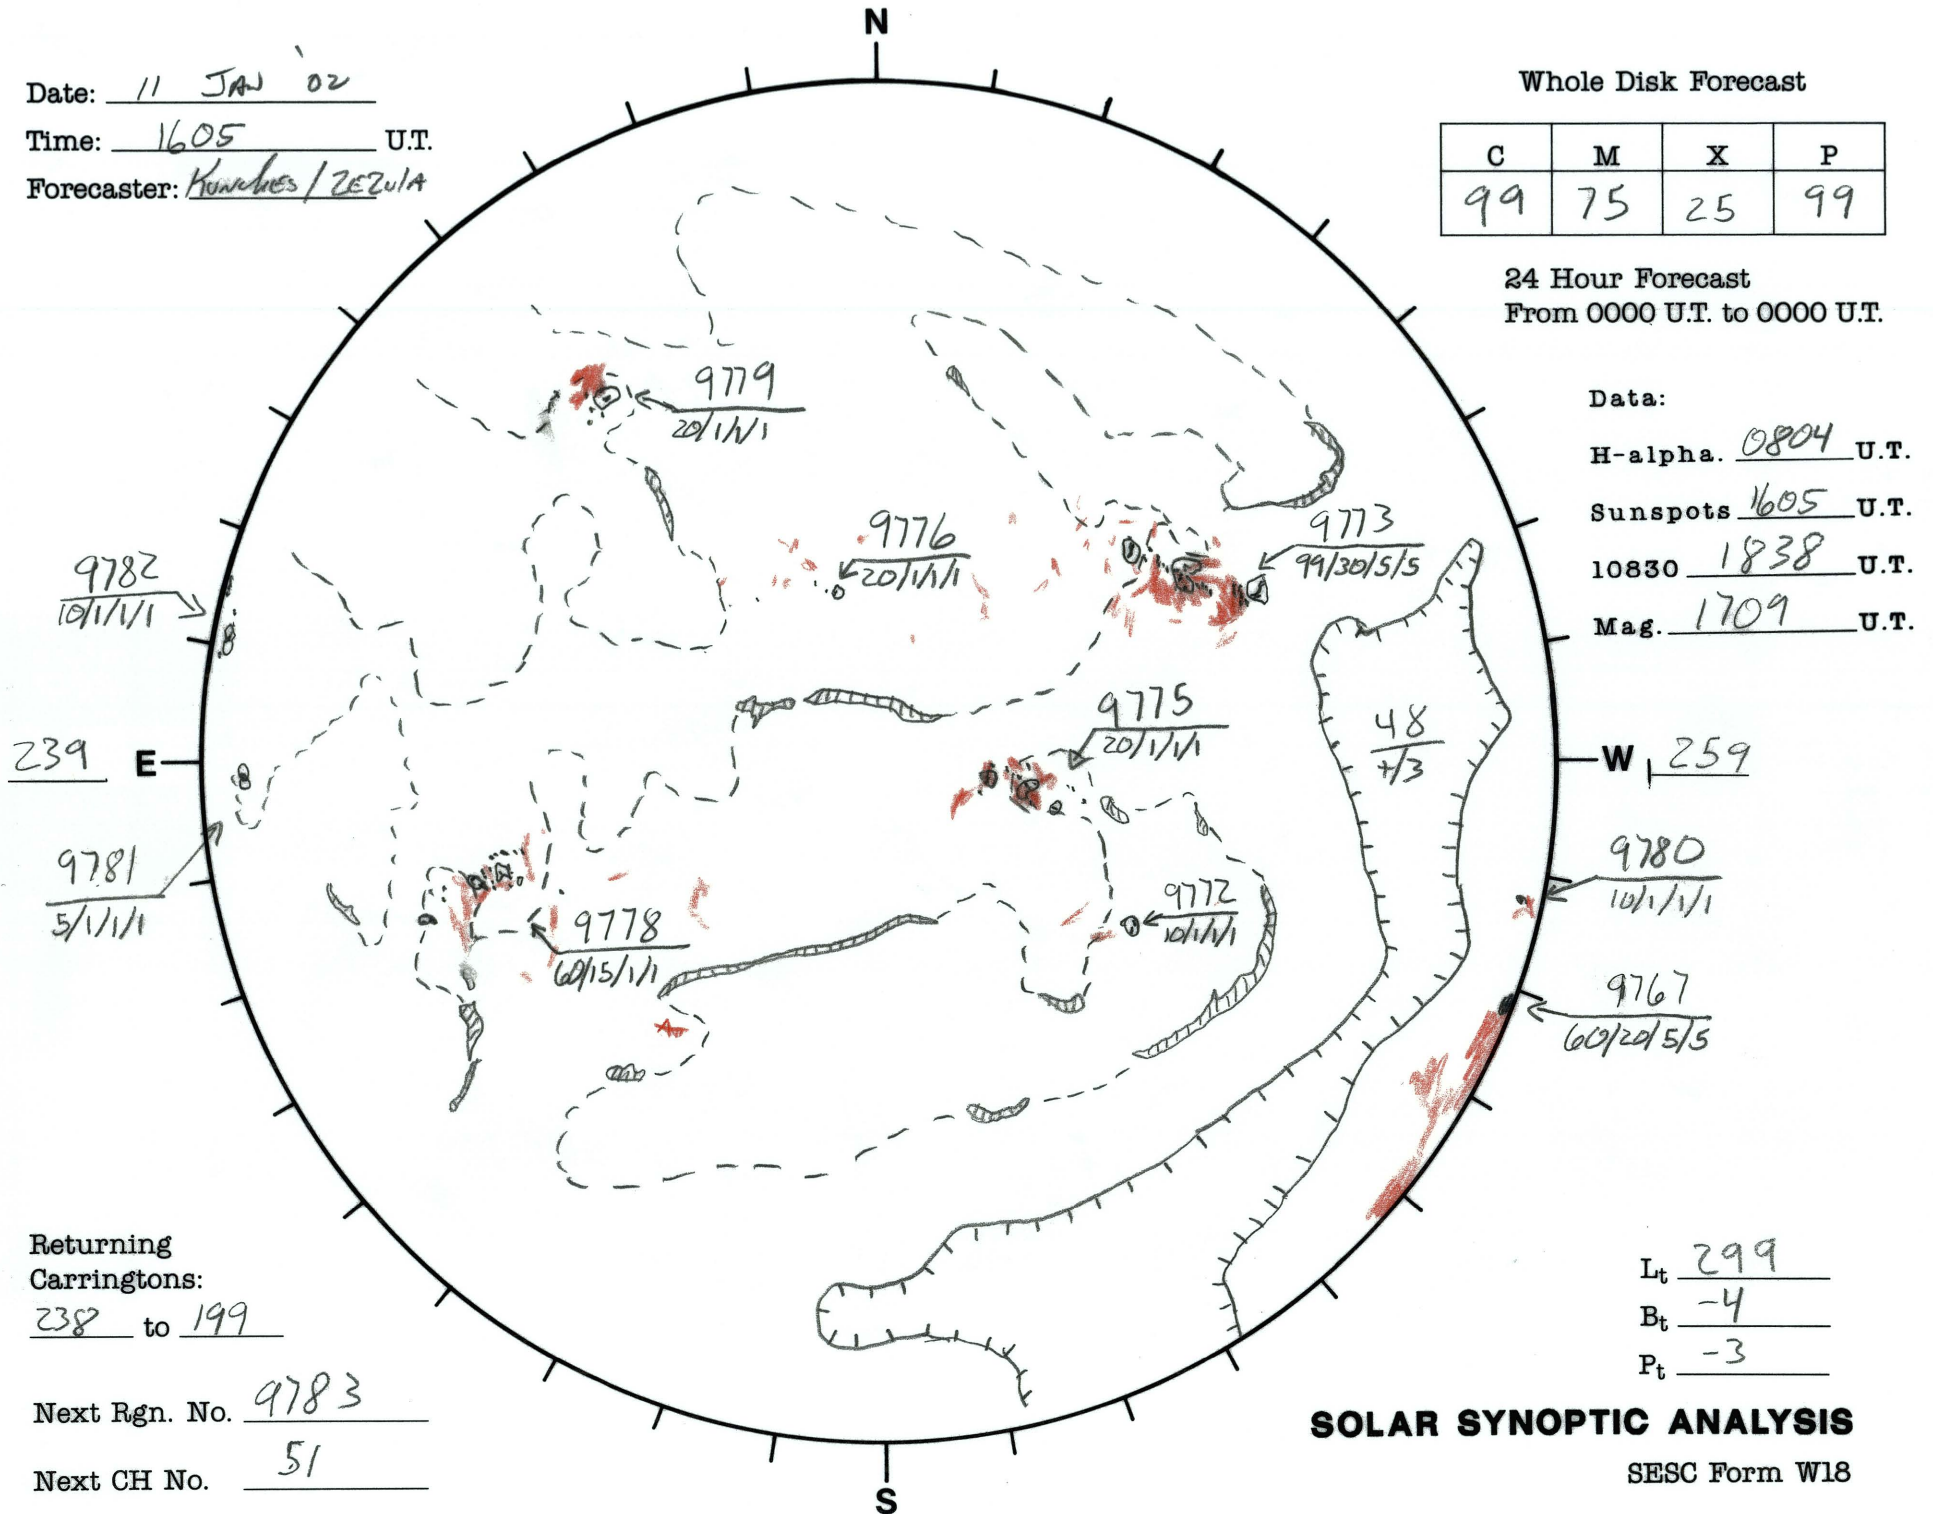 N
Date: 11 JAN '02
Time: 1605 U.T.
Forecaster: Kunches / ZEZULA
Whole Disk Forecast
C M X P
99 75 25 99
24 Hour Forecast
From 0000 U.T. to 0000 U.T.
Data:
H-alpha. 0804 U.T.
Sunspots 1605 U.T.
10830 1838 U.T.
Mag. 1709 U.T.
9779
20/1/1/1
9776
20/1/1/1
9773
99/30/5/5
9782
10/1/1/1
9775
20/1/1/1
48
+/3
239 E
W 259
9781
5/1/1/1
9778
60/15/1/1
9772
10/1/1/1
9780
10/1/1/1
9767
60/20/5/5
Returning
Carringtons:
238 to 199
Next Rgn. No. 9783
Next CH No. 51
Lt 299
Bt -4
Pt -3
SOLAR SYNOPTIC ANALYSIS
SESC Form W18
S